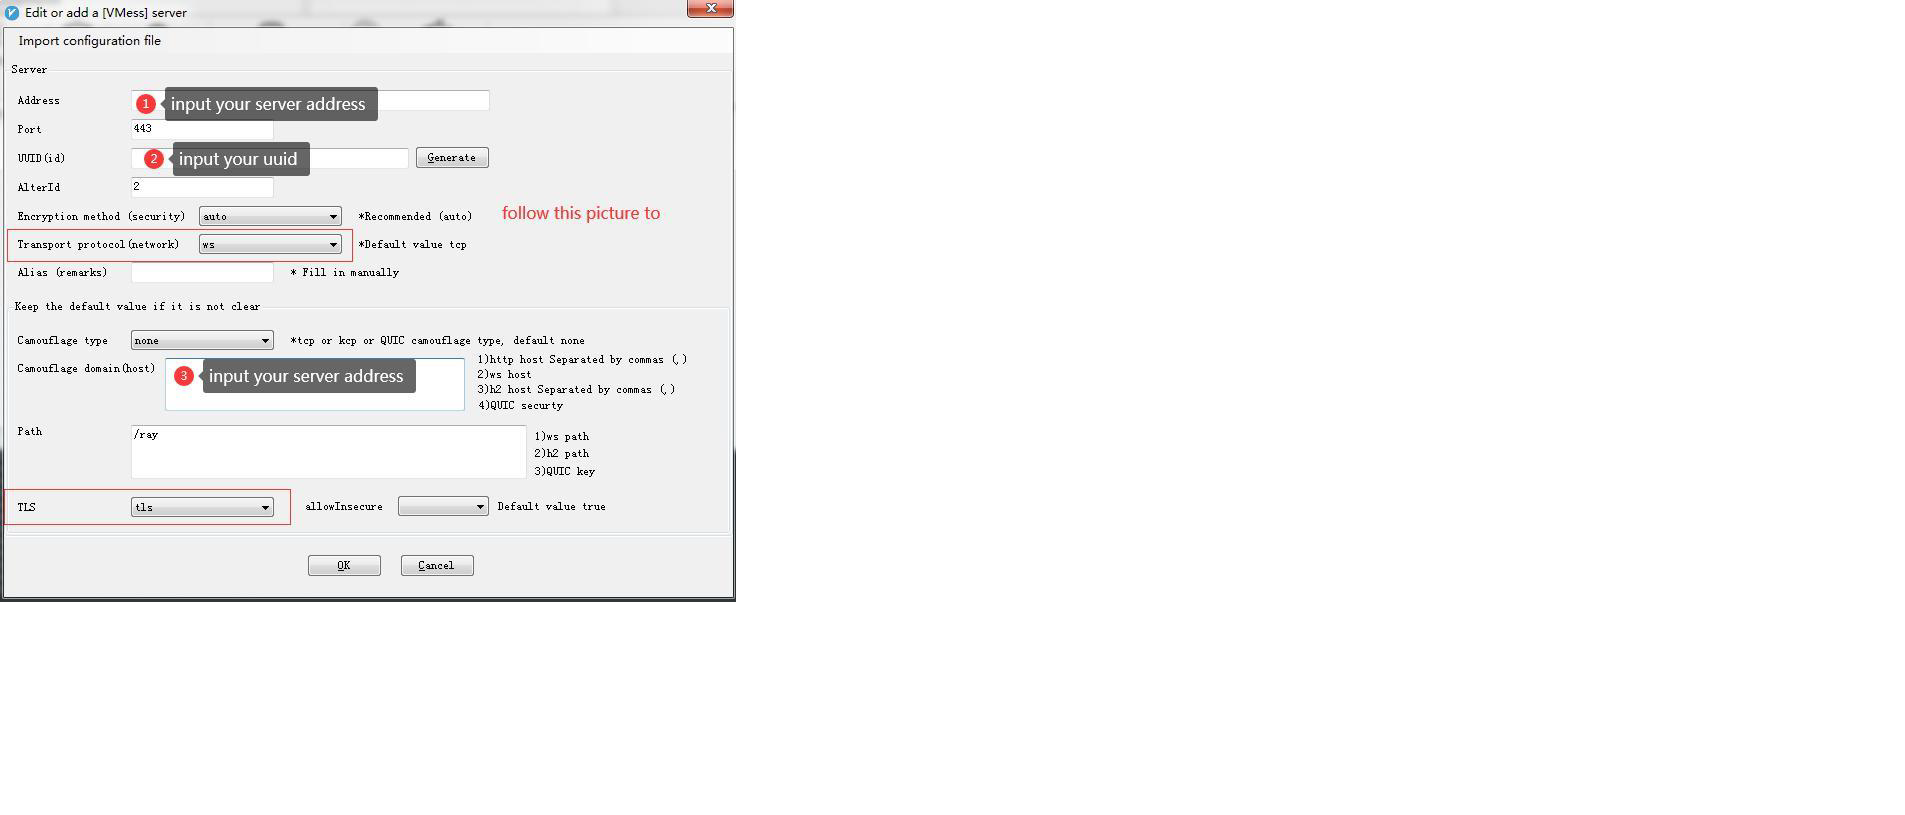 Edit or add a [VMess] server
Import configuration file
Server
Address 1 input your server address
Port 443
UUID(id) 2 input your uuid Generate
AlterId 2
Encryption method (security) auto *Recommended (auto) follow this picture to
Transport protocol(network) ws *Default value tcp
Alias (remarks) * Fill in manually
Keep the default value if it is not clear
Camouflage type none *tcp or kcp or QUIC camouflage type, default none
Camouflage domain(host) 3 input your server address
1)http host Separated by commas (,)
2)ws host
3)h2 host Separated by commas (,)
4)QUIC securty
Path /ray
1)ws path
2)h2 path
3)QUIC key
TLS tls allowInsecure Default value true
OK Cancel